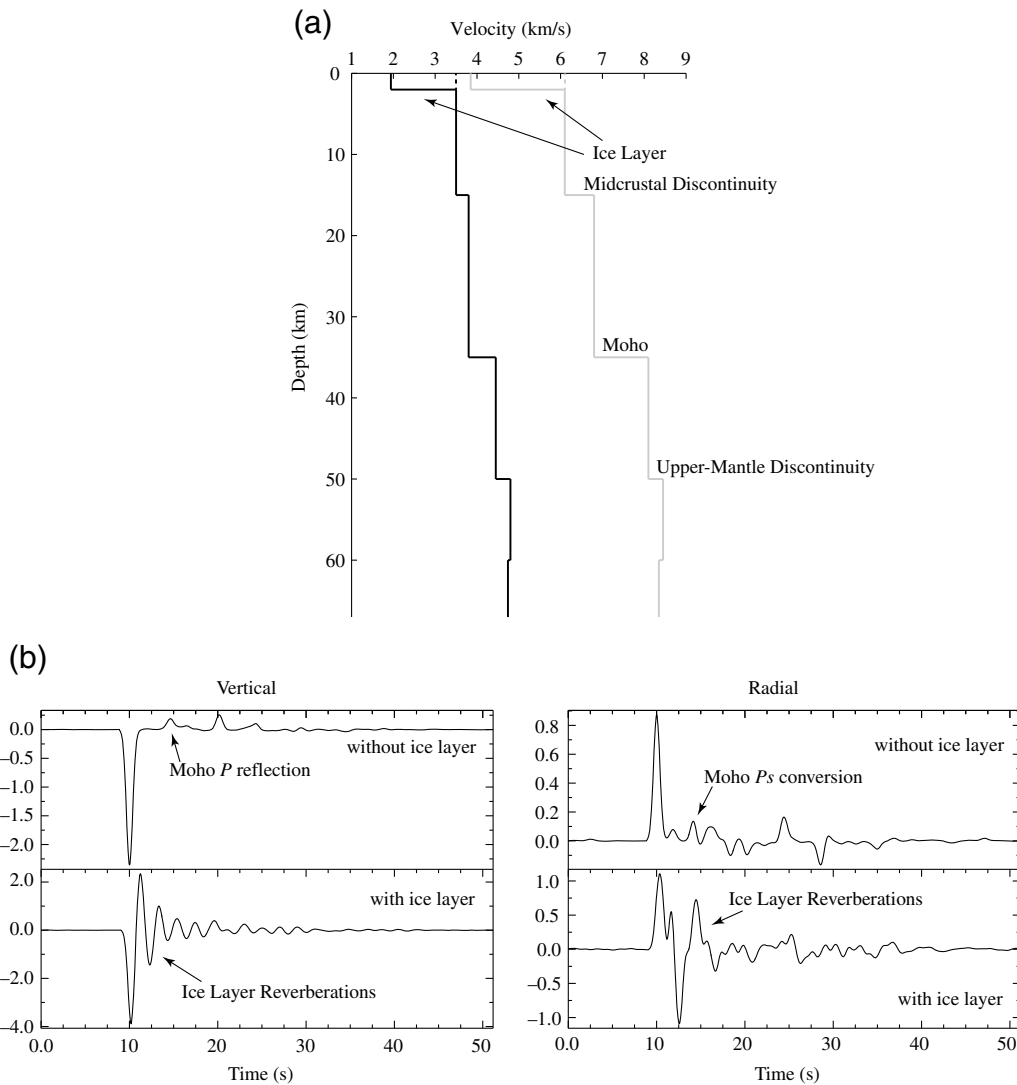 (a)
Velocity (km/s)
1 2 3 4 5 6 7 8 9
0
10
20
30
40
50
60
Depth (km)
Ice Layer
Midcrustal Discontinuity
Moho
Upper-Mantle Discontinuity
(b)
Vertical
0.0
–0.5
–1.0
–1.5
–2.0
without ice layer
Moho P reflection
2.0
0.0
–2.0
–4.0
with ice layer
Ice Layer Reverberations
0.0 10 20 30 40 50
Time (s)
Radial
0.8
0.6
0.4
0.2
0.0
without ice layer
Moho Ps conversion
1.0
0.5
0.0
–0.5
–1.0
Ice Layer Reverberations
with ice layer
0.0 10 20 30 40 50
Time (s)